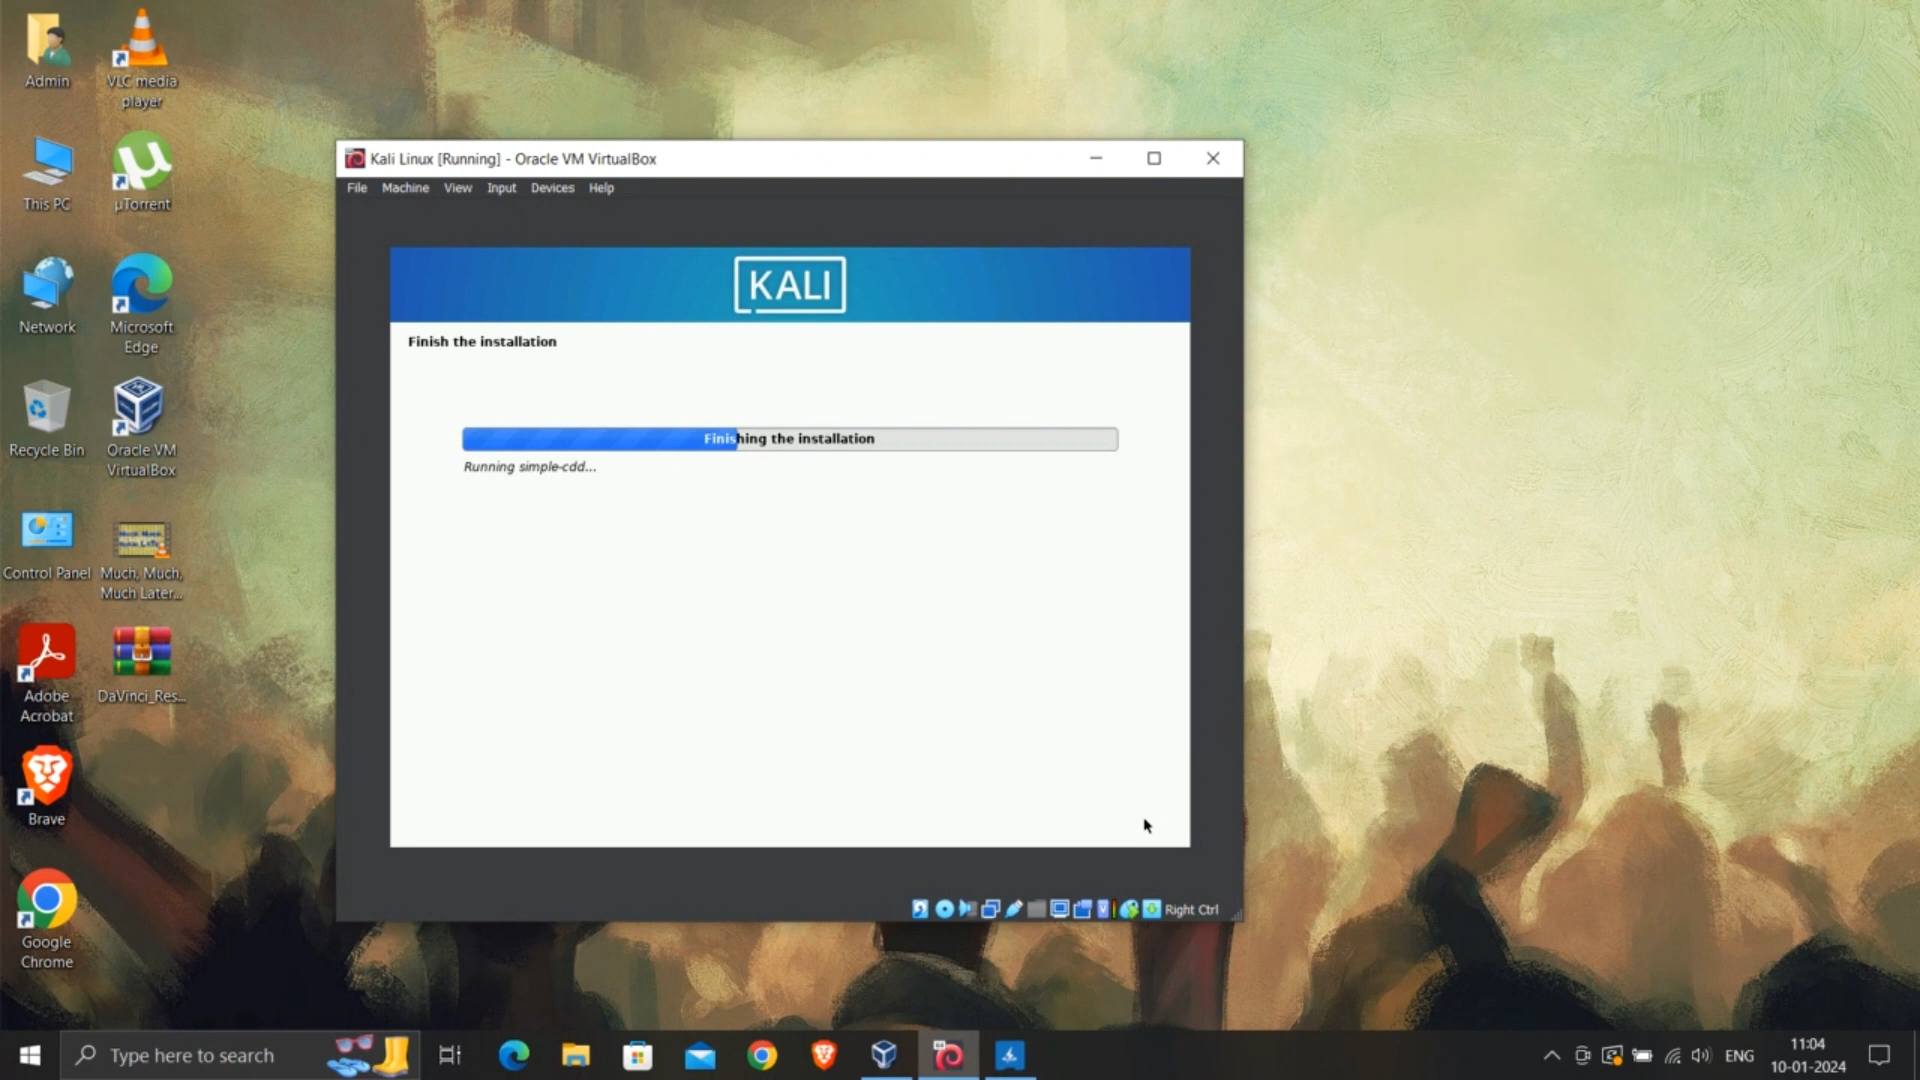 Admin
VLC media
player
This PC
µTorrent
Network
Microsoft
Edge
Recycle Bin
Oracle VM
VirtualBox
Control Panel
Much, Much,
Much Later...
Adobe
Acrobat
DaVinci_Res...
Brave
Google
Chrome
Kali Linux [Running] - Oracle VM VirtualBox
File Machine View Input Devices Help
KALI
Finish the installation
Finishing the installation
Running simple-cdd...
Right Ctrl
Type here to search
ENG
11:04
10-01-2024